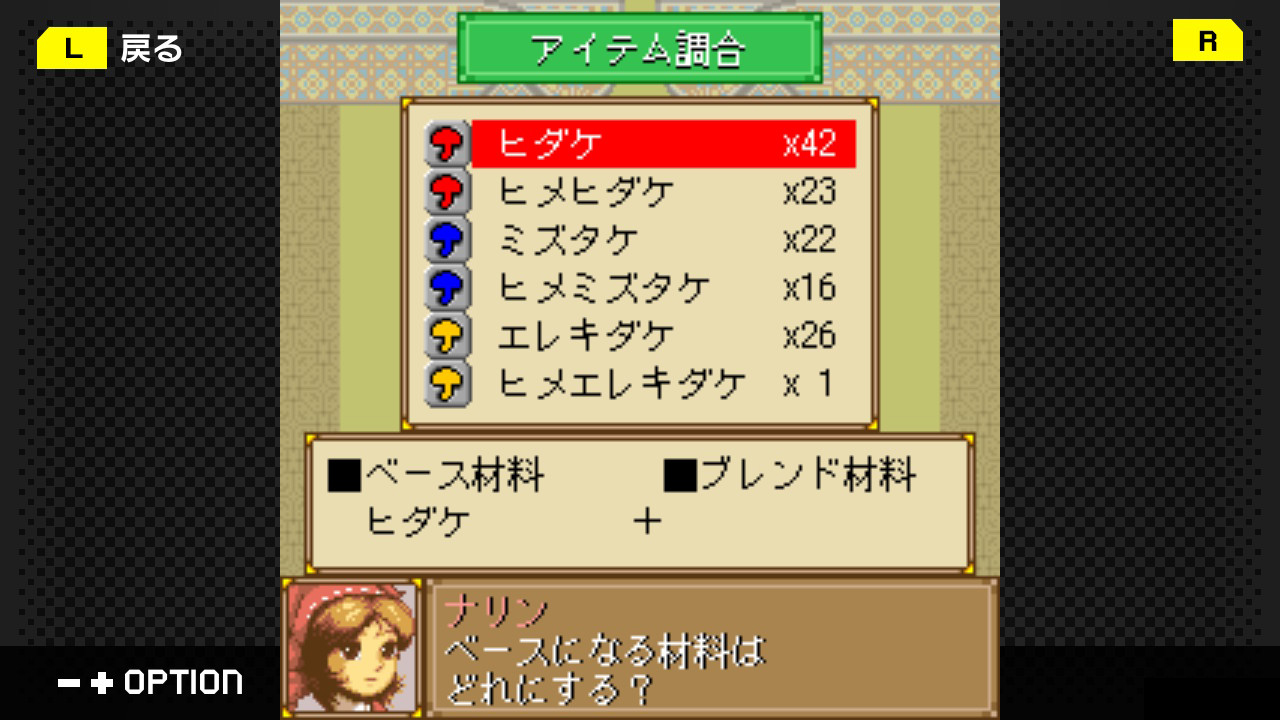 L 戻る
R
アイテム調合
ヒダケ x42
ヒメヒダケ x23
ミズタケ x22
ヒメミズタケ x16
エレキダケ x26
ヒメエレキダケ x 1
■ベース材料 ■ブレンド材料
ヒダケ +
ナリン
ベースになる材料は
どれにする？
- + OPTION